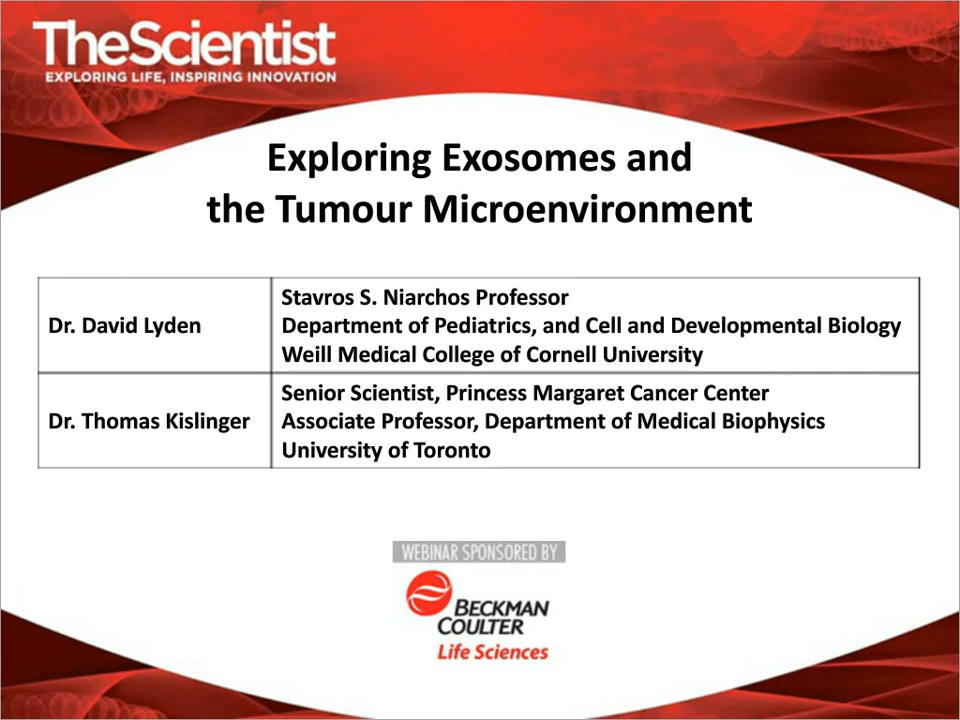 TheScientist
EXPLORING LIFE, INSPIRING INNOVATION
Exploring Exosomes and
the Tumour Microenvironment
Dr. David Lyden
Stavros S. Niarchos Professor
Department of Pediatrics, and Cell and Developmental Biology
Weill Medical College of Cornell University
Dr. Thomas Kislinger
Senior Scientist, Princess Margaret Cancer Center
Associate Professor, Department of Medical Biophysics
University of Toronto
WEBINAR SPONSORED BY
BECKMAN
COULTER
Life Sciences